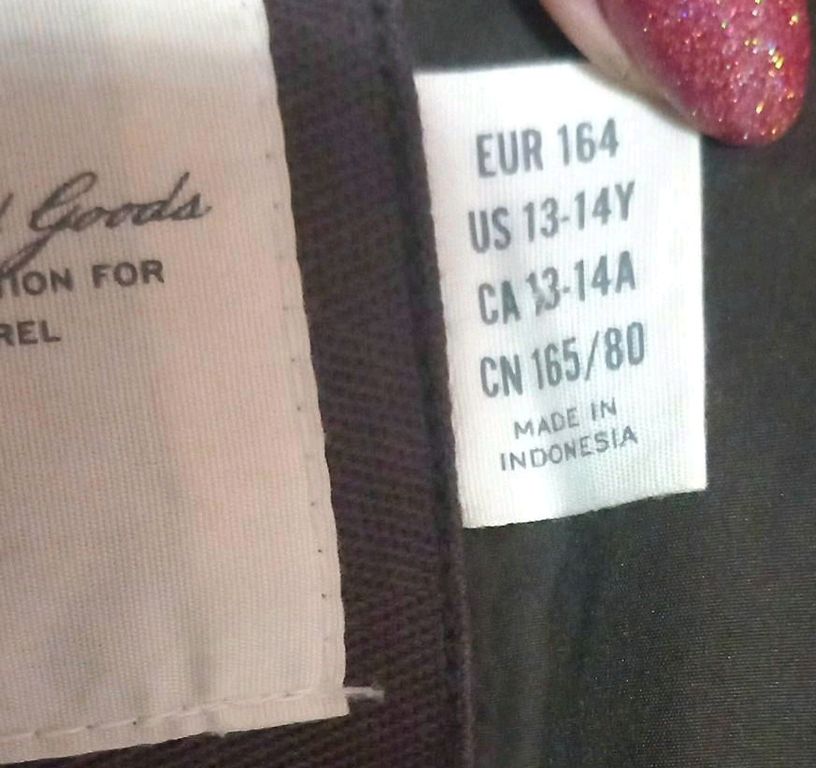 Goods
TION FOR
REL
EUR 164
US 13-14Y
CA 13-14A
CN 165/80
MADE IN
INDONESIA